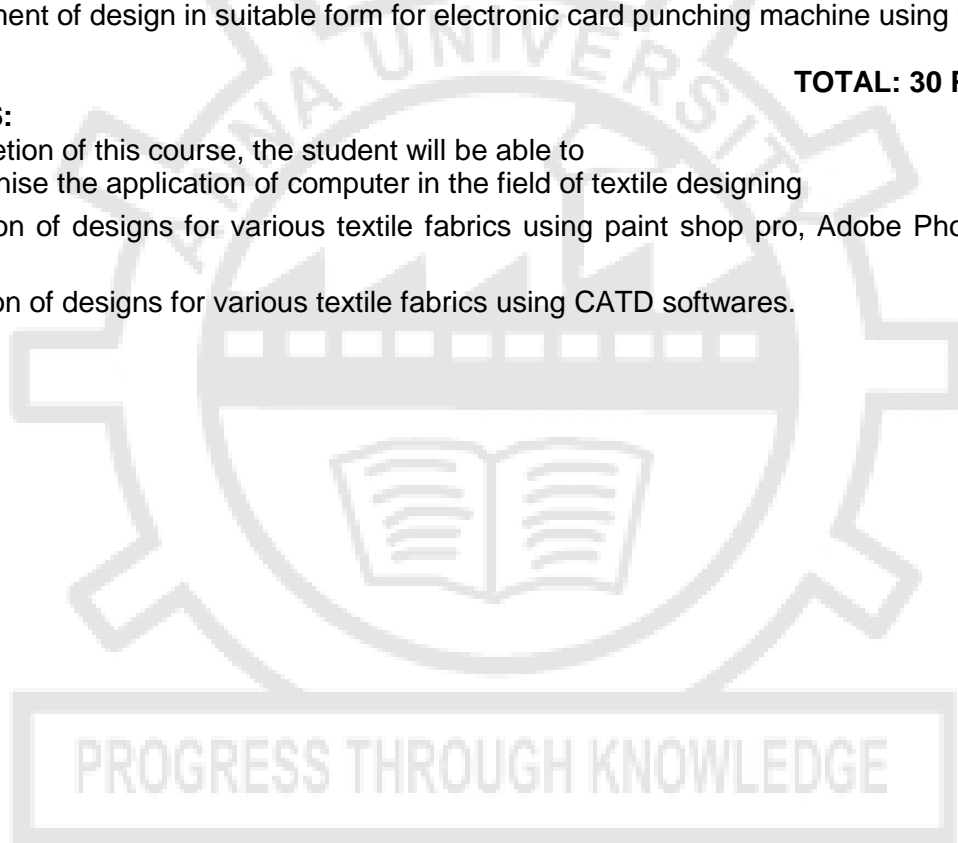 ment of design in suitable form for electronic card punching machine using
TOTAL: 30
S:
etion of this course, the student will be able to
nise the application of computer in the field of textile designing
on of designs for various textile fabrics using paint shop pro, Adobe Pho
on of designs for various textile fabrics using CATD softwares.
ANNA UNIVERSITY
PROGRESS THROUGH KNOWLEDGE